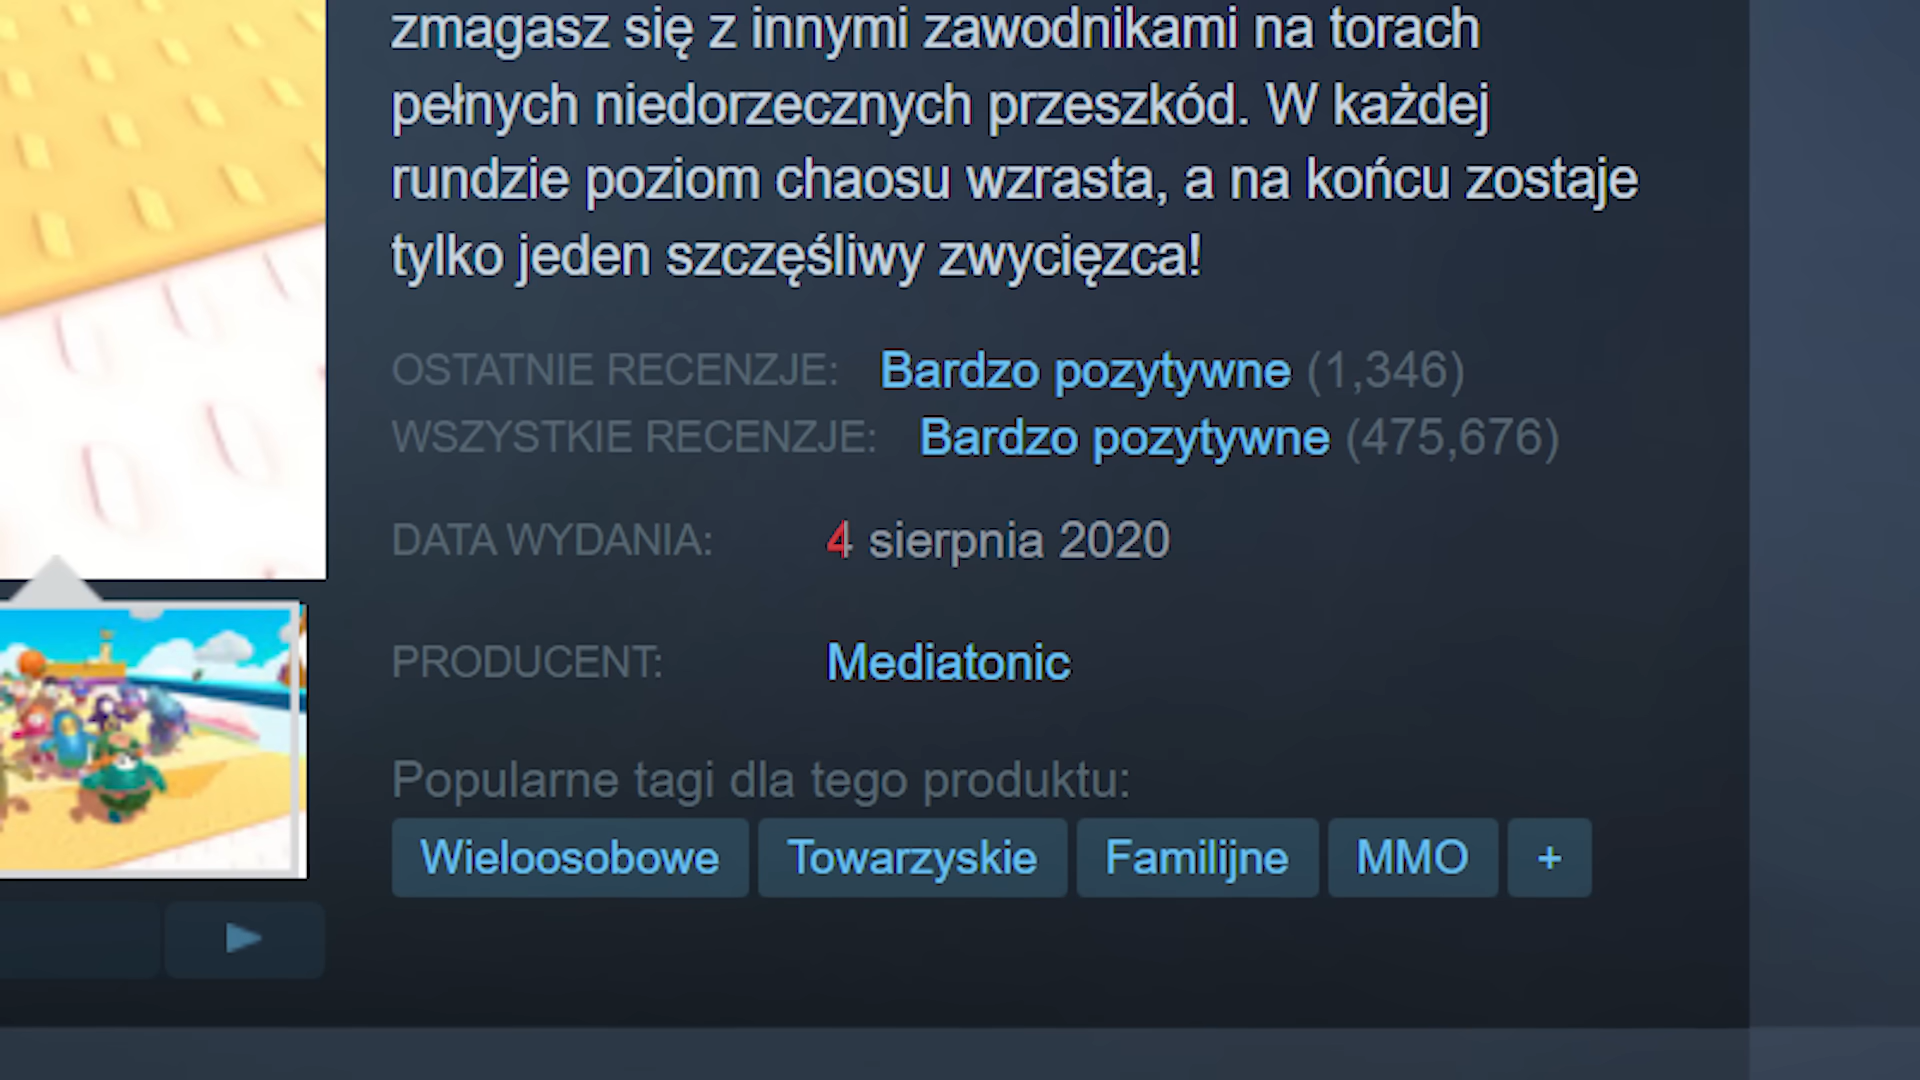 zmagasz się z innymi zawodnikami na torach
pełnych niedorzecznych przeszkód. W każdej
rundzie poziom chaosu wzrasta, a na końcu zostaje
tylko jeden szczęśliwy zwycięzca!
OSTATNIE RECENZJE: Bardzo pozytywne (1,346)
WSZYSTKIE RECENZJE: Bardzo pozytywne (475,676)
DATA WYDANIA: 4 sierpnia 2020
PRODUCENT: Mediatonic
Popularne tagi dla tego produktu:
Wieloosobowe Towarzyskie Familijne MMO +